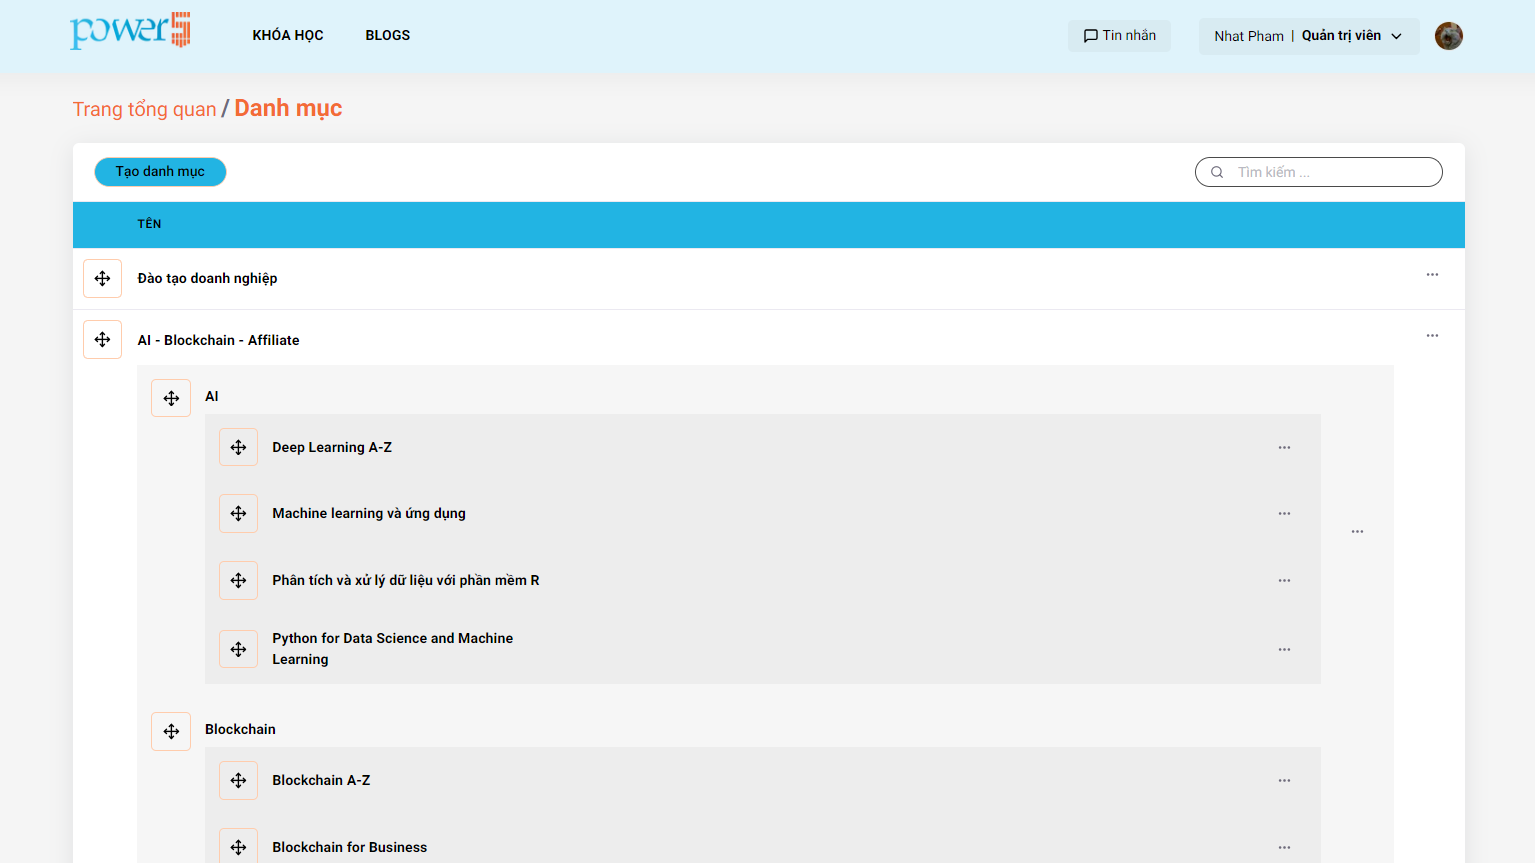 power5
KHÓA HỌC
BLOGS
Tin nhắn
Nhat Pham | Quản trị viên
Trang tổng quan / Danh mục
Tạo danh mục
Tìm kiếm ...
TÊN
Đào tạo doanh nghiệp
AI - Blockchain - Affiliate
AI
Deep Learning A-Z
Machine learning và ứng dụng
Phân tích và xử lý dữ liệu với phần mềm R
Python for Data Science and Machine
Learning
Blockchain
Blockchain A-Z
Blockchain for Business